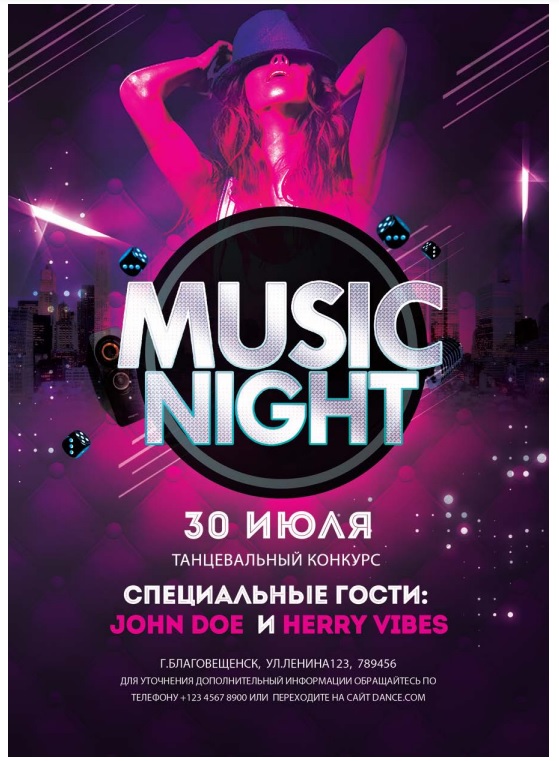 MUSIC
NIGHT
30 ИЮЛЯ
ТАНЦЕВАЛЬНЫЙ КОНКУРС
СПЕЦИАЛЬНЫЕ ГОСТИ:
JOHN DOE И HERRY VIBES
Г.БЛАГОВЕЩЕНСК, УЛ.ЛЕНИНА123, 789456
ДЛЯ УТОЧНЕНИЯ ДОПОЛНИТЕЛЬНЫЙ ИНФОРМАЦИИ ОБРАЩАЙТЕСЬ ПО
ТЕЛЕФОНУ +123 4567 8900 ИЛИ ПЕРЕХОДИТЕ НА САЙТ DANCE.COM